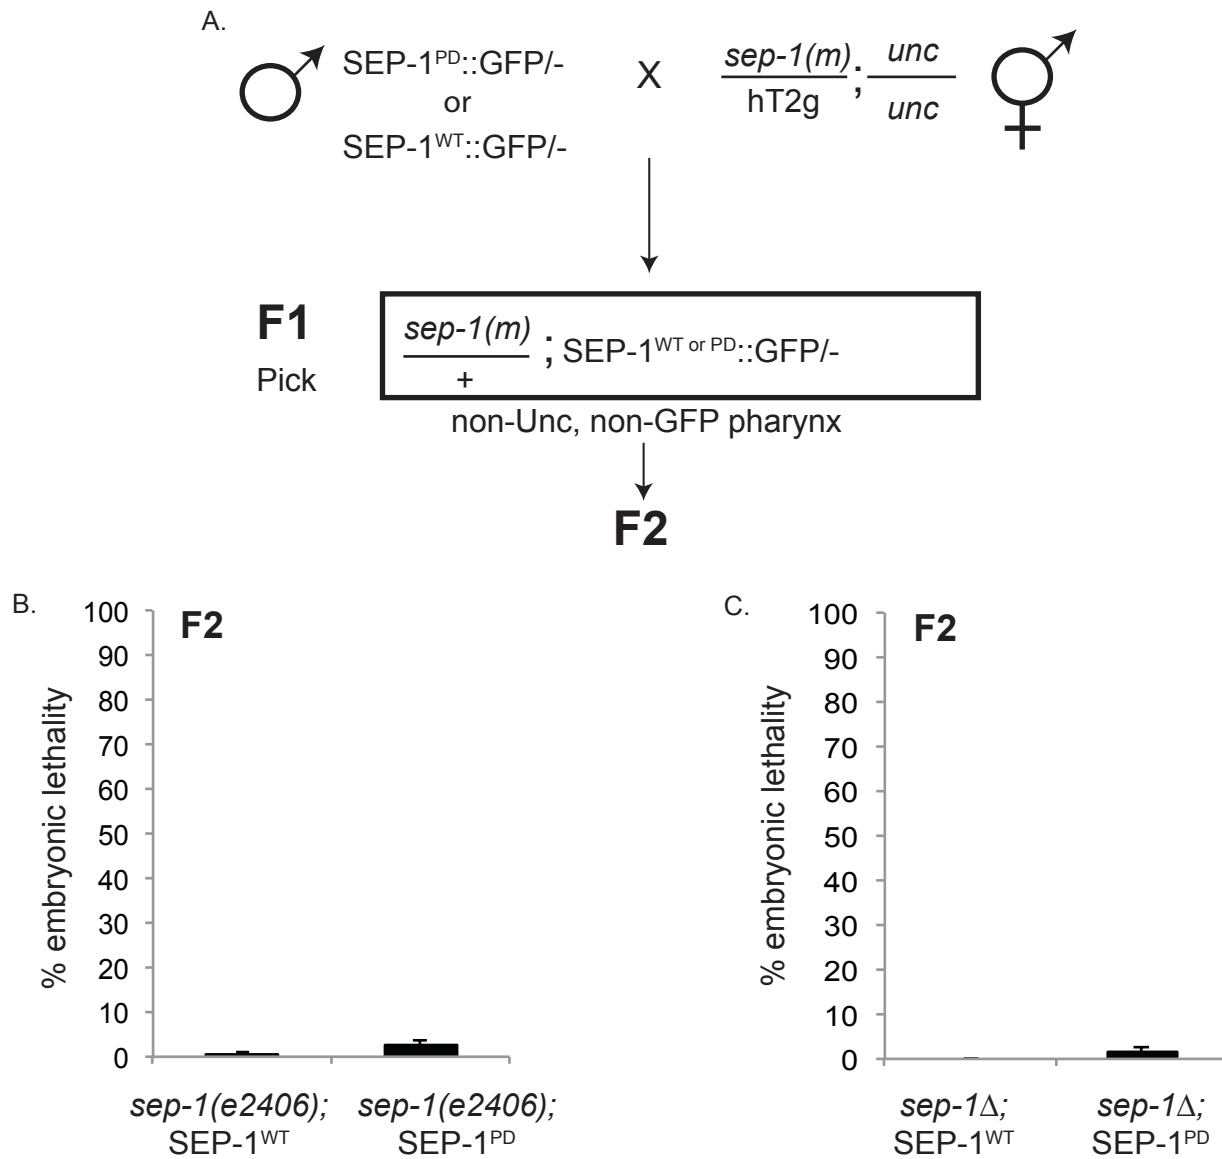 A.
SEP-1ᴾᴰ::GFP/-
or
SEP-1ᵂᵀ::GFP/-
X
sep-1(m)
hT2g
;
unc
unc
F1
Pick
sep-1(m)
+
; SEP-1ᵂᵀ ᵒʳ ᴾᴰ::GFP/-
non-Unc, non-GFP pharynx
F2
B.
F2
% embryonic lethality
100
90
80
70
60
50
40
30
20
10
0
sep-1(e2406);
SEP-1ᵂᵀ
sep-1(e2406);
SEP-1ᴾᴰ
C.
F2
% embryonic lethality
100
90
80
70
60
50
40
30
20
10
0
sep-1Δ;
SEP-1ᵂᵀ
sep-1Δ;
SEP-1ᴾᴰ